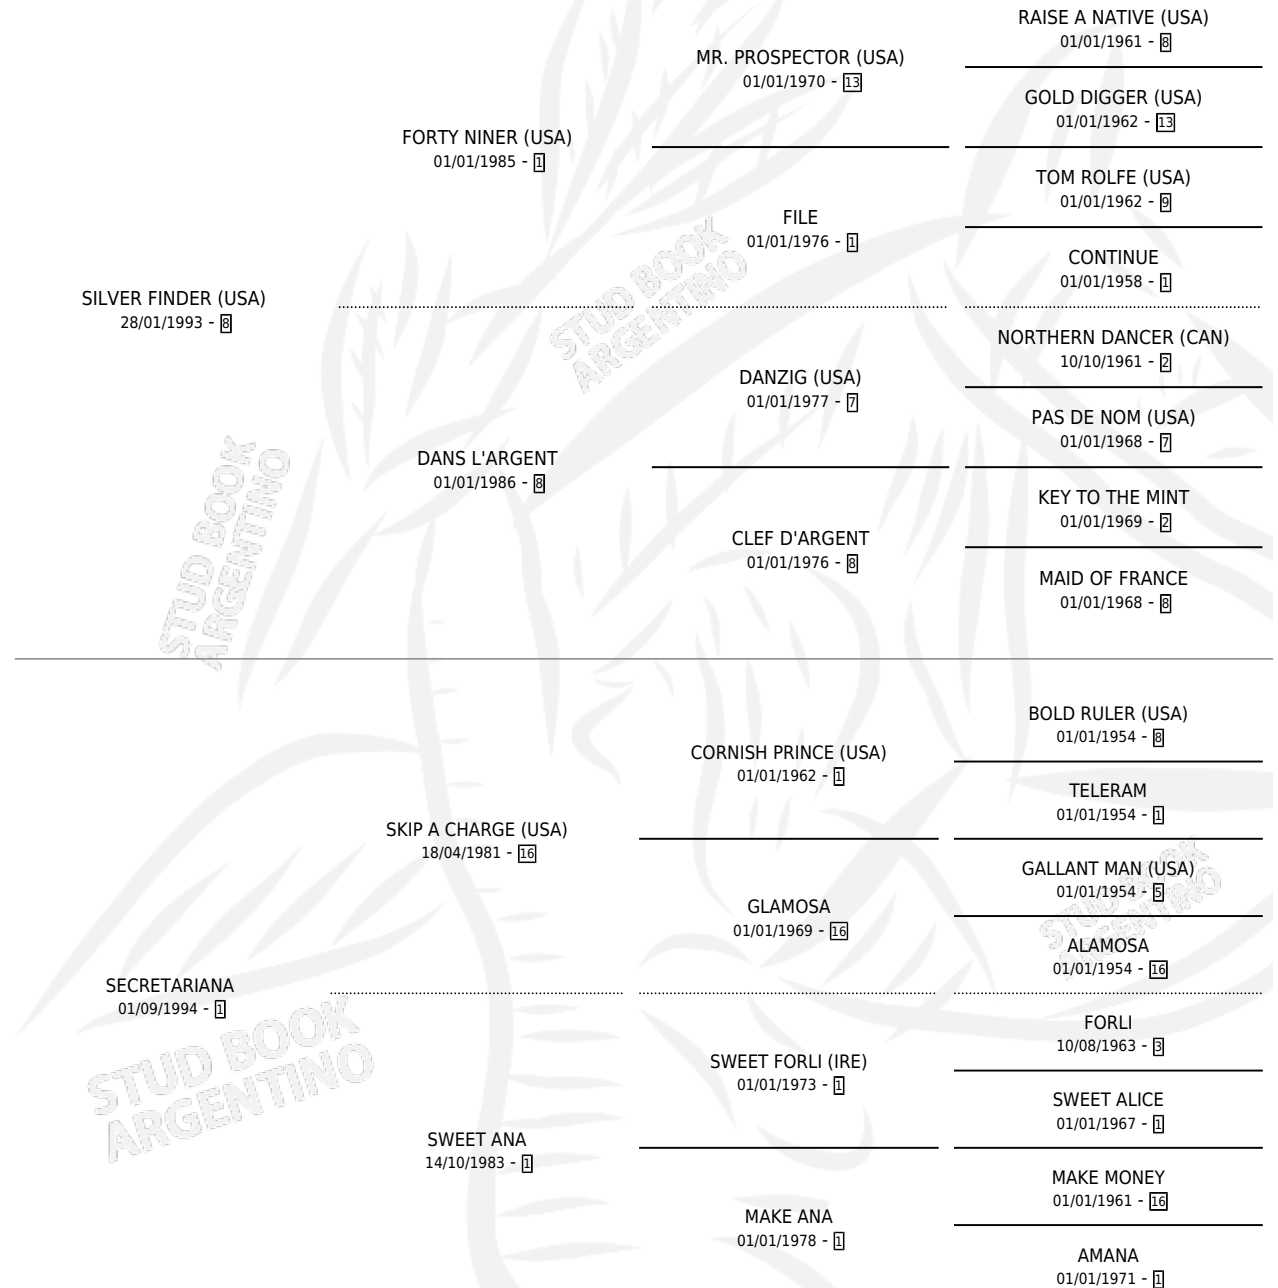 RAISE A NATIVE (USA)
01/01/1961 - 8
MR. PROSPECTOR (USA)
01/01/1970 - 13
GOLD DIGGER (USA)
01/01/1962 - 13
FORTY NINER (USA)
01/01/1985 - 1
TOM ROLFE (USA)
01/01/1962 - 9
FILE
01/01/1976 - 1
CONTINUE
01/01/1958 - 1
SILVER FINDER (USA)
28/01/1993 - 8
STUD BOOK
ARGENTINO
NORTHERN DANCER (CAN)
10/10/1961 - 2
DANZIG (USA)
01/01/1977 - 7
PAS DE NOM (USA)
01/01/1968 - 7
DANS L'ARGENT
01/01/1986 - 8
KEY TO THE MINT
01/01/1969 - 2
CLEF D'ARGENT
01/01/1976 - 8
MAID OF FRANCE
01/01/1968 - 8
STUD BOOK
ARGENTINO
BOLD RULER (USA)
01/01/1954 - 8
CORNISH PRINCE (USA)
01/01/1962 - 1
TELERAM
01/01/1954 - 1
SKIP A CHARGE (USA)
18/04/1981 - 16
GALLANT MAN (USA)
01/01/1954 - 5
GLAMOSA
01/01/1969 - 16
ALAMOSA
01/01/1954 - 16
STUD BOOK
ARGENTINO
SECRETARIANA
01/09/1994 - 1
FORLI
10/08/1963 - 3
SWEET FORLI (IRE)
01/01/1973 - 1
SWEET ALICE
01/01/1967 - 1
STUD BOOK
ARGENTINO
SWEET ANA
14/10/1983 - 1
MAKE MONEY
01/01/1961 - 16
MAKE ANA
01/01/1978 - 1
AMANA
01/01/1971 - 1